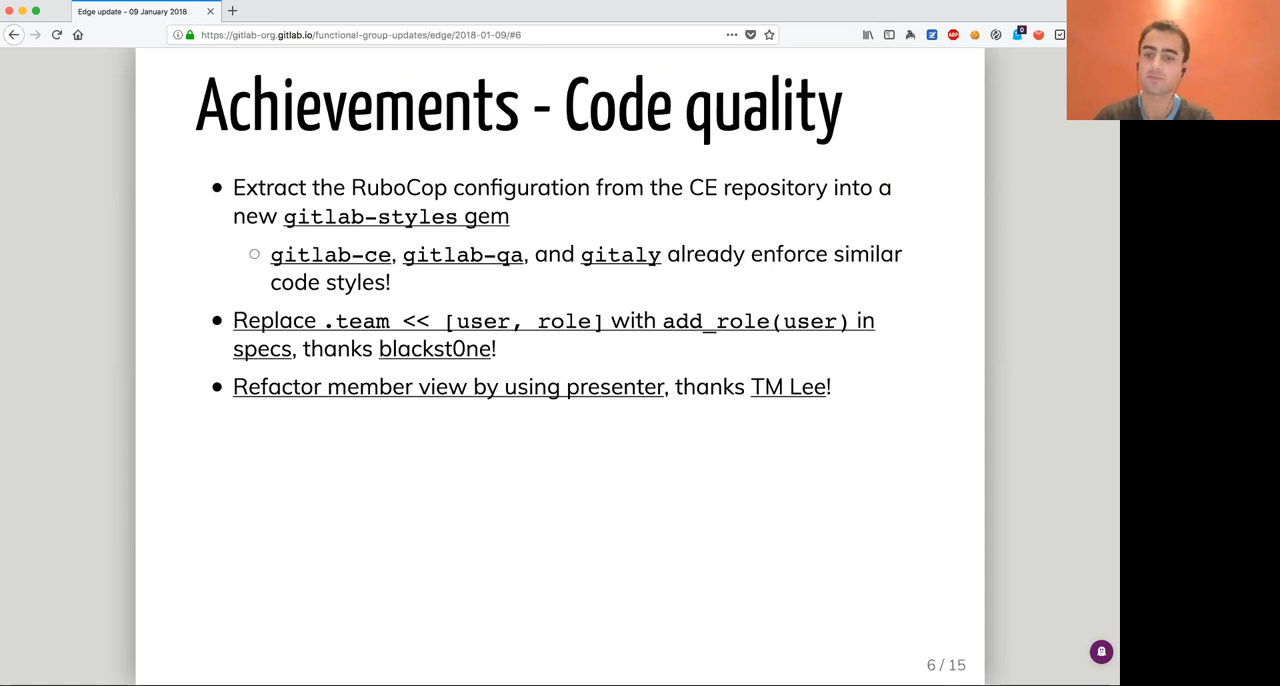 Edge update - 09 January 2018
https://gitlab-org.gitlab.io/functional-group-updates/edge/2018-01-09/#6
ABP
0
Achievements - Code quality
Extract the RuboCop configuration from the CE repository into a
new gitlab-styles gem
gitlab-ce, gitlab-qa, and gitaly already enforce similar
code styles!
Replace .team << [user, role] with add_role(user) in
specs, thanks blackst0ne!
Refactor member view by using presenter, thanks TM Lee!
6 / 15